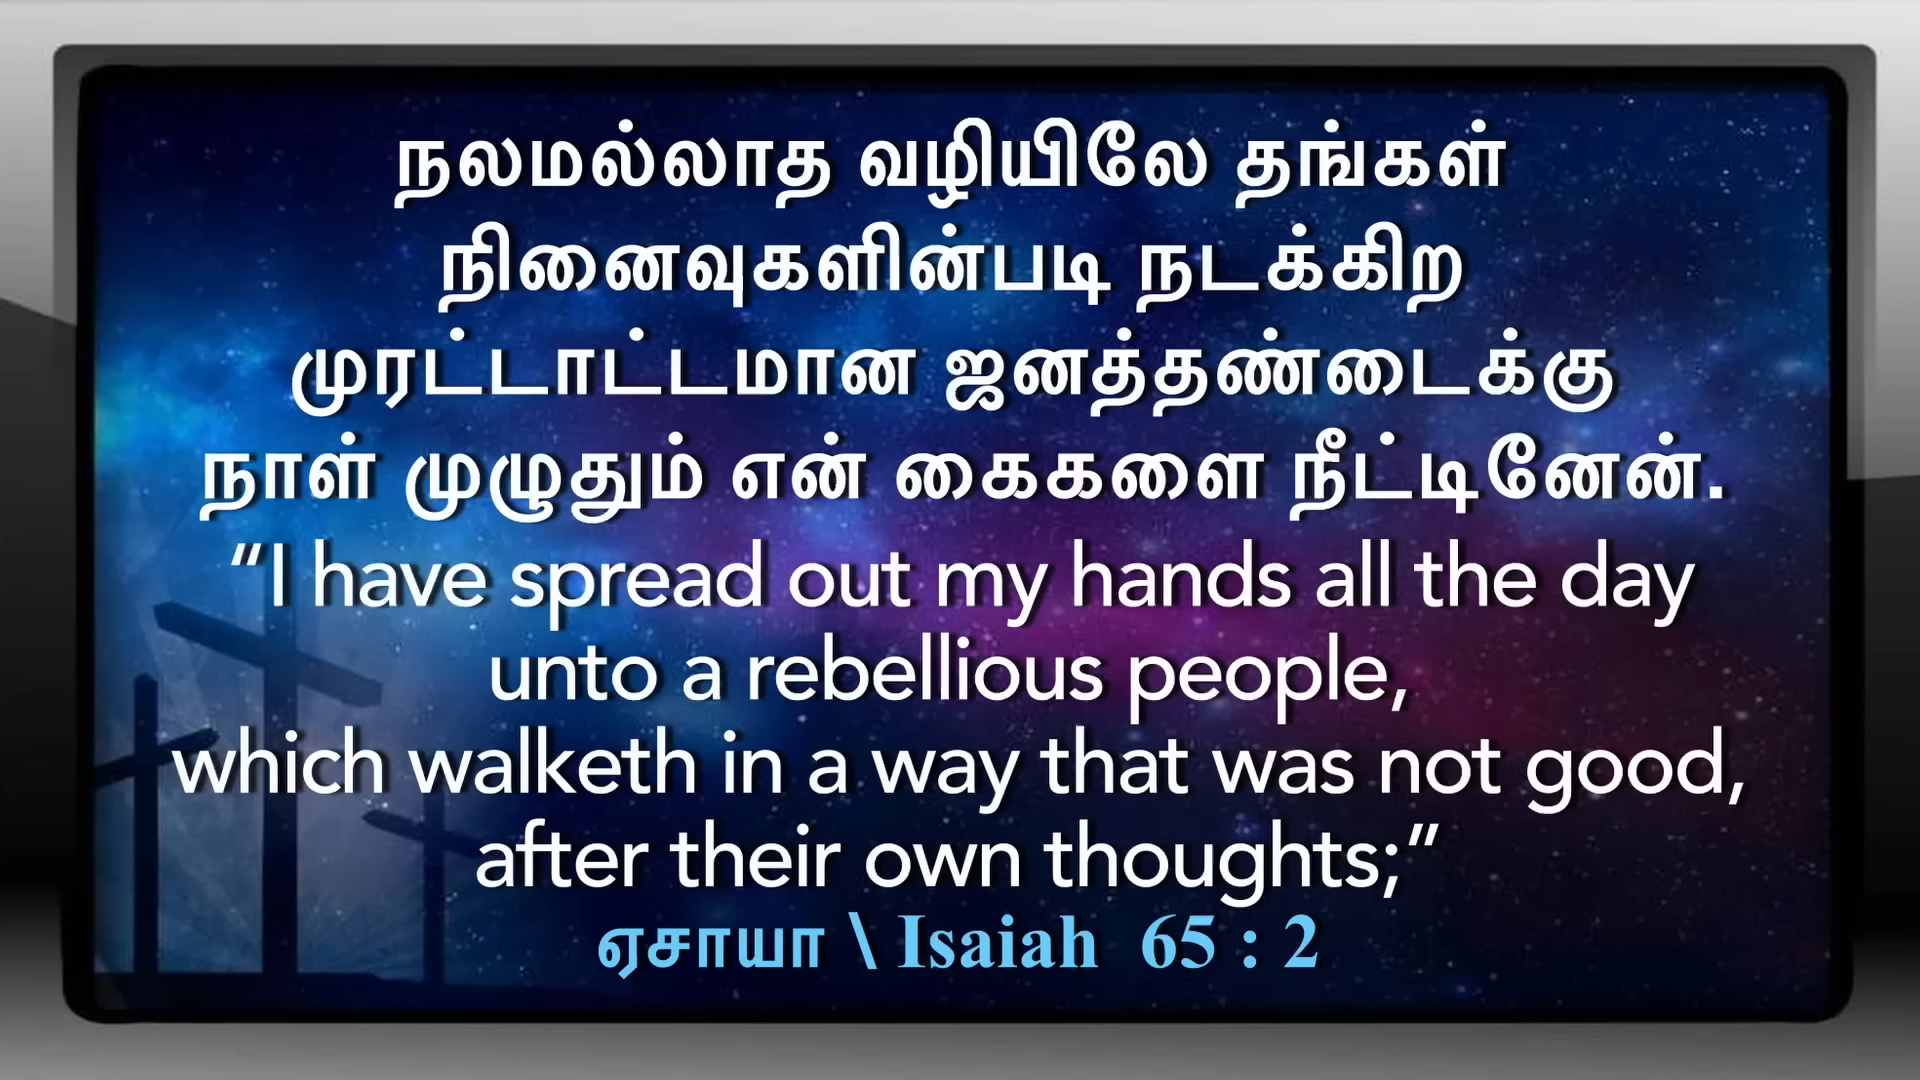 நலமல்லாத வழியிலே தங்கள்
நினைவுகளின்படி நடக்கிற
முரட்டாட்டமான ஜனத்தண்டைக்கு
நாள் முழுதும் என் கைகளை நீட்டினேன்.
“I have spread out my hands all the day
unto a rebellious people,
which walketh in a way that was not good,
after their own thoughts;”
ஏசாயா \ Isaiah 65 : 2